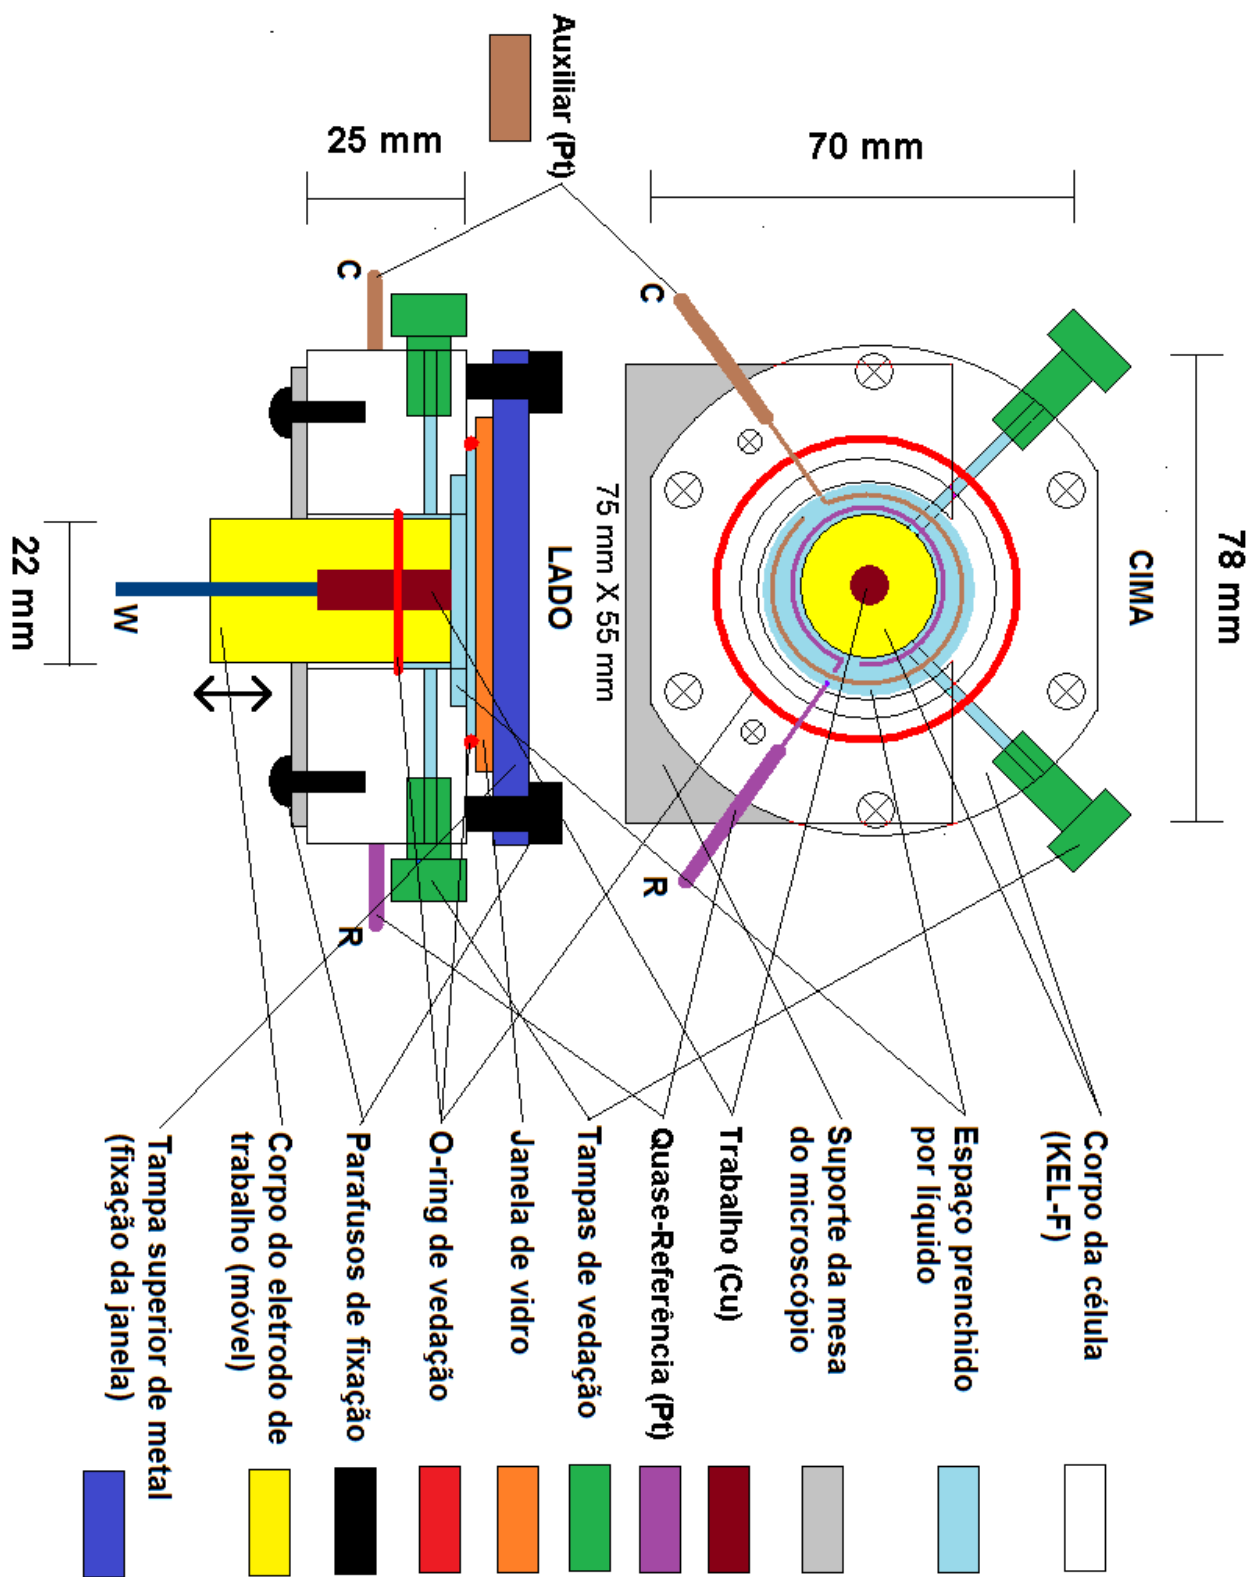 Auxiliar (Pt)
25 mm
70 mm
C
C
22 mm
W
LADO
75 mm X 55 mm
CIMA
78 mm
R
R
Corpo da célula
(KEL-F)
Espaço prenchido
por líquido
Suporte da mesa
do microscópio
Trabalho (Cu)
Quase-Referência (Pt)
Tampas de vedação
Janela de vidro
O-ring de vedação
Parafusos de fixação
Corpo do eletrodo de
trabalho (móvel)
Tampa superior de metal
(fixação da janela)